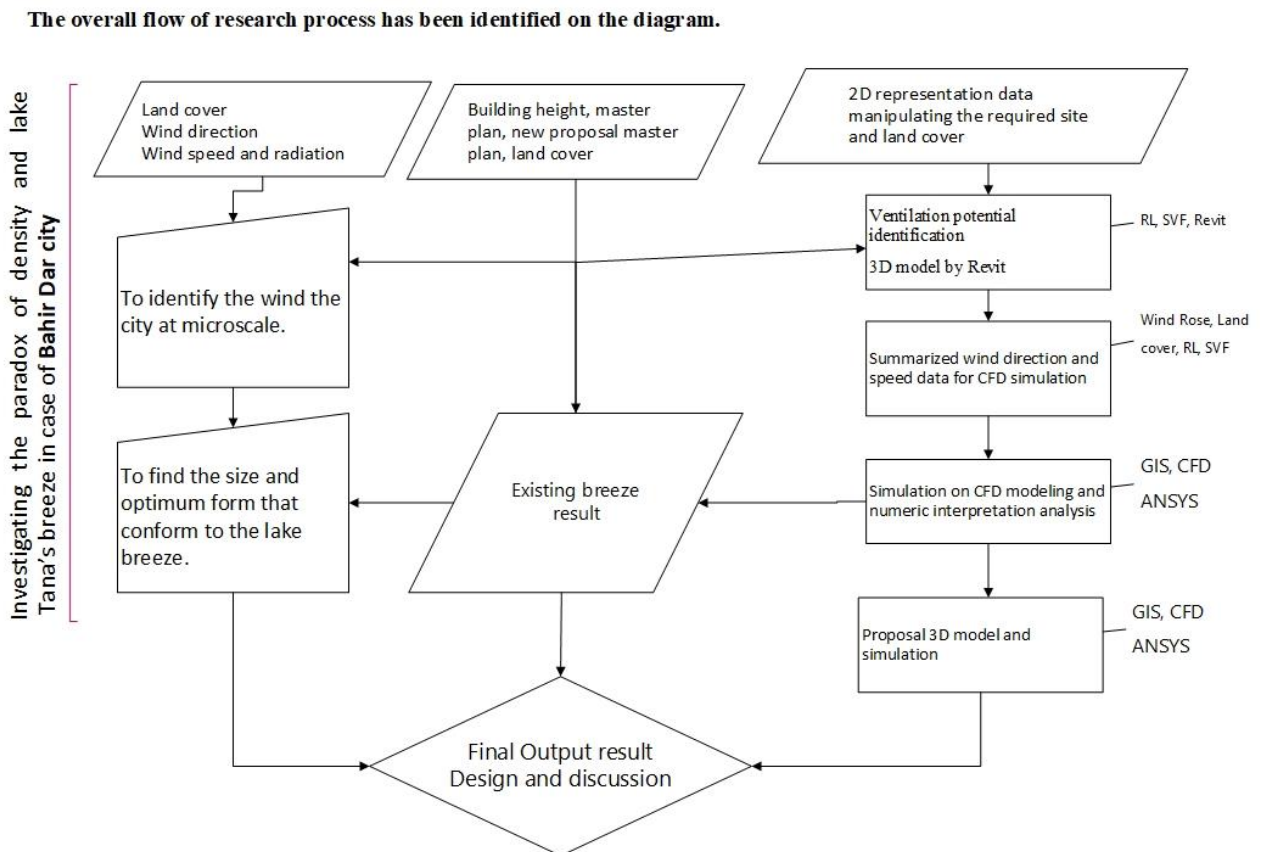 The overall flow of research process has been identified on the diagram.
Investigating the paradox of density and lake
Tana's breeze in case of Bahir Dar city
Land cover
Wind direction
Wind speed and radiation
Building height, master
plan, new proposal master
plan, land cover
2D representation data
manipulating the required site
and land cover
To identify the wind the
city at microscale.
Ventilation potential
identification
3D model by Revit
RL, SVF, Revit
Summarized wind direction and
speed data for CFD simulation
Wind Rose, Land
cover, RL, SVF
To find the size and
optimum form that
conform to the lake
breeze.
Existing breeze
result
Simulation on CFD modeling and
numeric interpretation analysis
GIS, CFD
ANSYS
Proposal 3D model and
simulation
GIS, CFD
ANSYS
Final Output result
Design and discussion